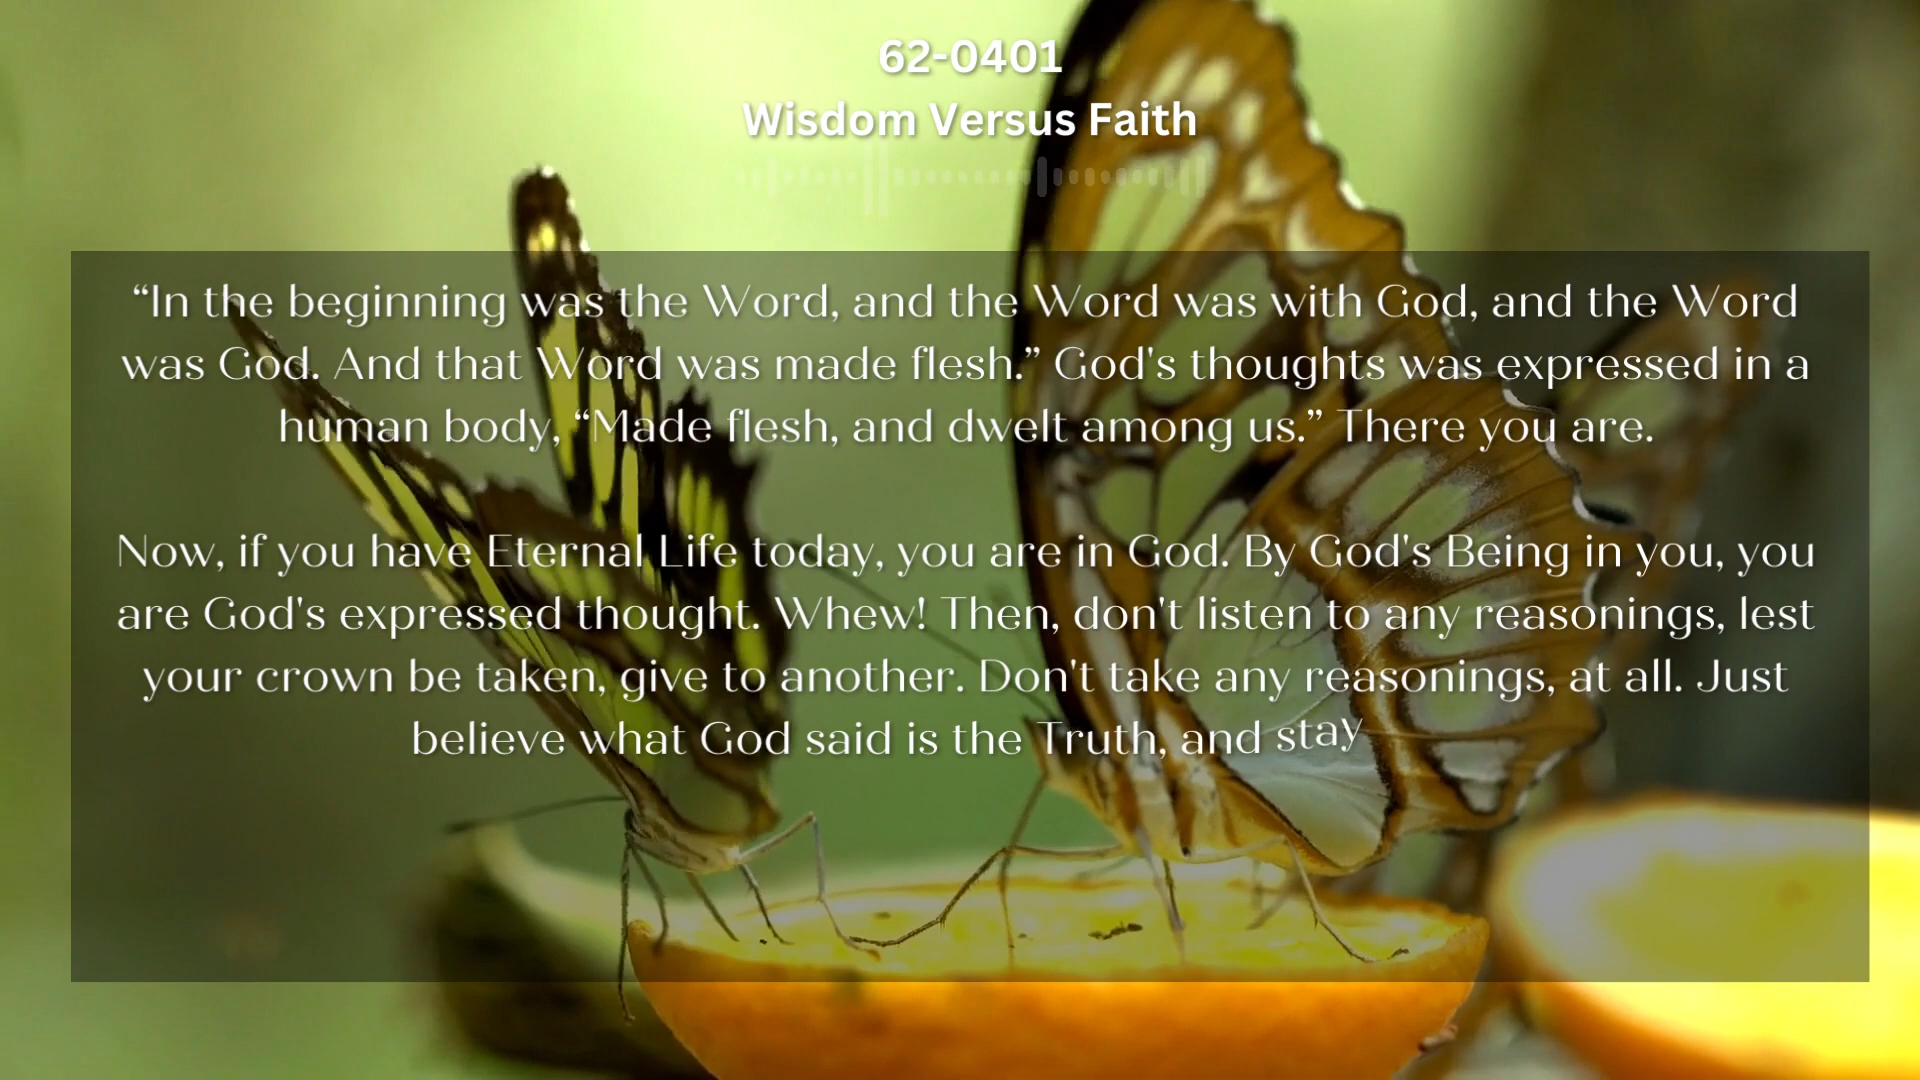 62-0401
Wisdom Versus Faith
“In the beginning was the Word, and the Word was with God, and the Word
was God. And that Word was made flesh.” God's thoughts was expressed in a
human body, “Made flesh, and dwelt among us.” There you are.
Now, if you have Eternal Life today, you are in God. By God's Being in you, you
are God's expressed thought. Whew! Then, don't listen to any reasonings, lest
your crown be taken, give to another. Don't take any reasonings, at all. Just
believe what God said is the Truth, and stay